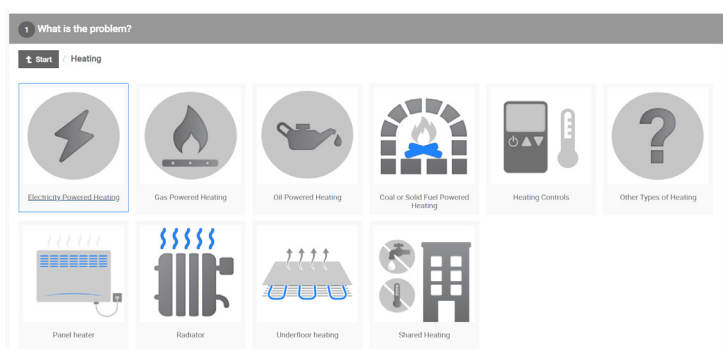 1 What is the problem?
Start / Heating
Electricity Powered Heating
Gas Powered Heating
Oil Powered Heating
Coal or Solid Fuel Powered
Heating
Heating Controls
Other Types of Heating
Panel heater
Radiator
Underfloor heating
Shared Heating